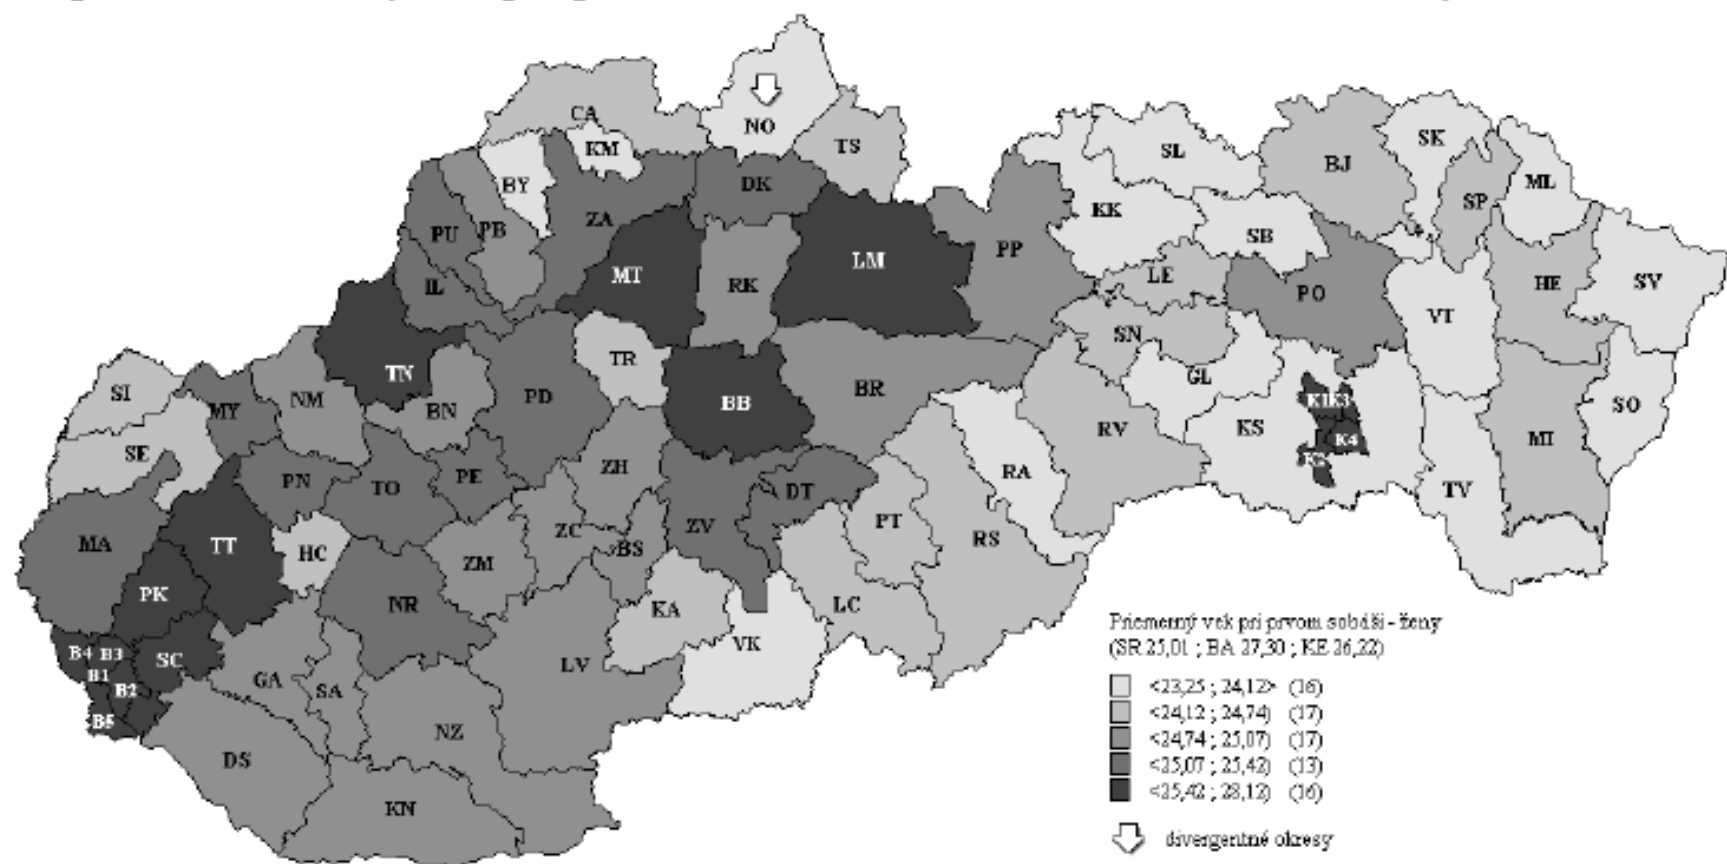 CA
NO
KM
TS
BY
DK
SL
BJ
SK
ML
SP
PU
PB
ZA
KK
SB
PP
LM
MT
RK
IL
LE
PO
HE
SV
VT
SN
TR
TN
SI
MY
NM
BN
PD
BB
BR
GL
K1
K3
K4
KS
RV
SO
MI
SE
PN
TO
PE
ZH
RA
TV
DT
PT
ZV
ZC
BS
RS
MA
TT
HC
ZM
PK
NR
KA
LC
VK
B4
B3
B1
B2
SC
B5
GA
SA
LV
NZ
DS
KN
Priemerný vek pri prvom sobáši - ženy
(SR 25,01 ; BA 27,30 ; KE 26,22)
<23,25 ; 24,12> (16)
<24,12 ; 24,74) (17)
<24,74 ; 25,07) (17)
<25,07 ; 25,42) (13)
<25,42 ; 28,12) (16)
divergentné okresy